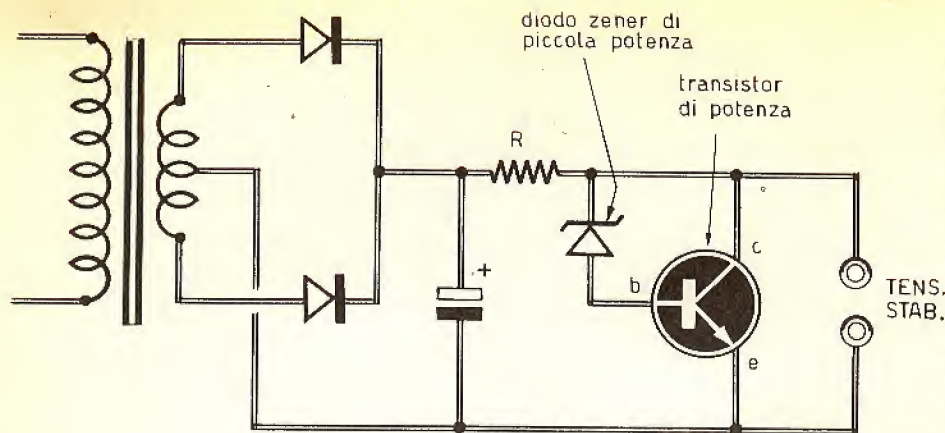 diodo zener di
piccola potenza
transistor
di potenza
R
c
b
+
e
TENS.
STAB.